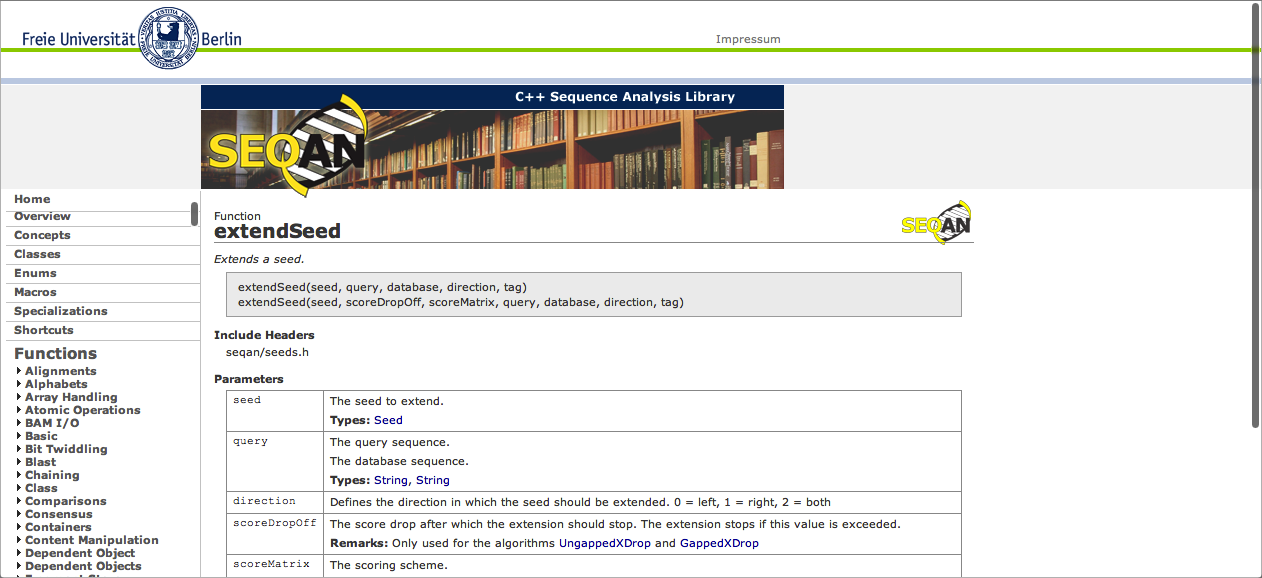 Freie Universität Berlin
Impressum
C++ Sequence Analysis Library
SEQAN
Home
Overview
Concepts
Classes
Enums
Macros
Specializations
Shortcuts
Functions
Alignments
Alphabets
Array Handling
Atomic Operations
BAM I/O
Basic
Bit Twiddling
Blast
Chaining
Class
Comparisons
Consensus
Containers
Content Manipulation
Dependent Object
Dependent Objects
Function
extendSeed
SEQAN
Extends a seed.
extendSeed(seed, query, database, direction, tag)
extendSeed(seed, scoreDropOff, scoreMatrix, query, database, direction, tag)
Include Headers
seqan/seeds.h
Parameters
seed
The seed to extend.
Types: Seed
query
The query sequence.
The database sequence.
Types: String, String
direction
Defines the direction in which the seed should be extended. 0 = left, 1 = right, 2 = both
scoreDropOff
The score drop after which the extension should stop. The extension stops if this value is exceeded.
Remarks: Only used for the algorithms UngappedXDrop and GappedXDrop
scoreMatrix
The scoring scheme.